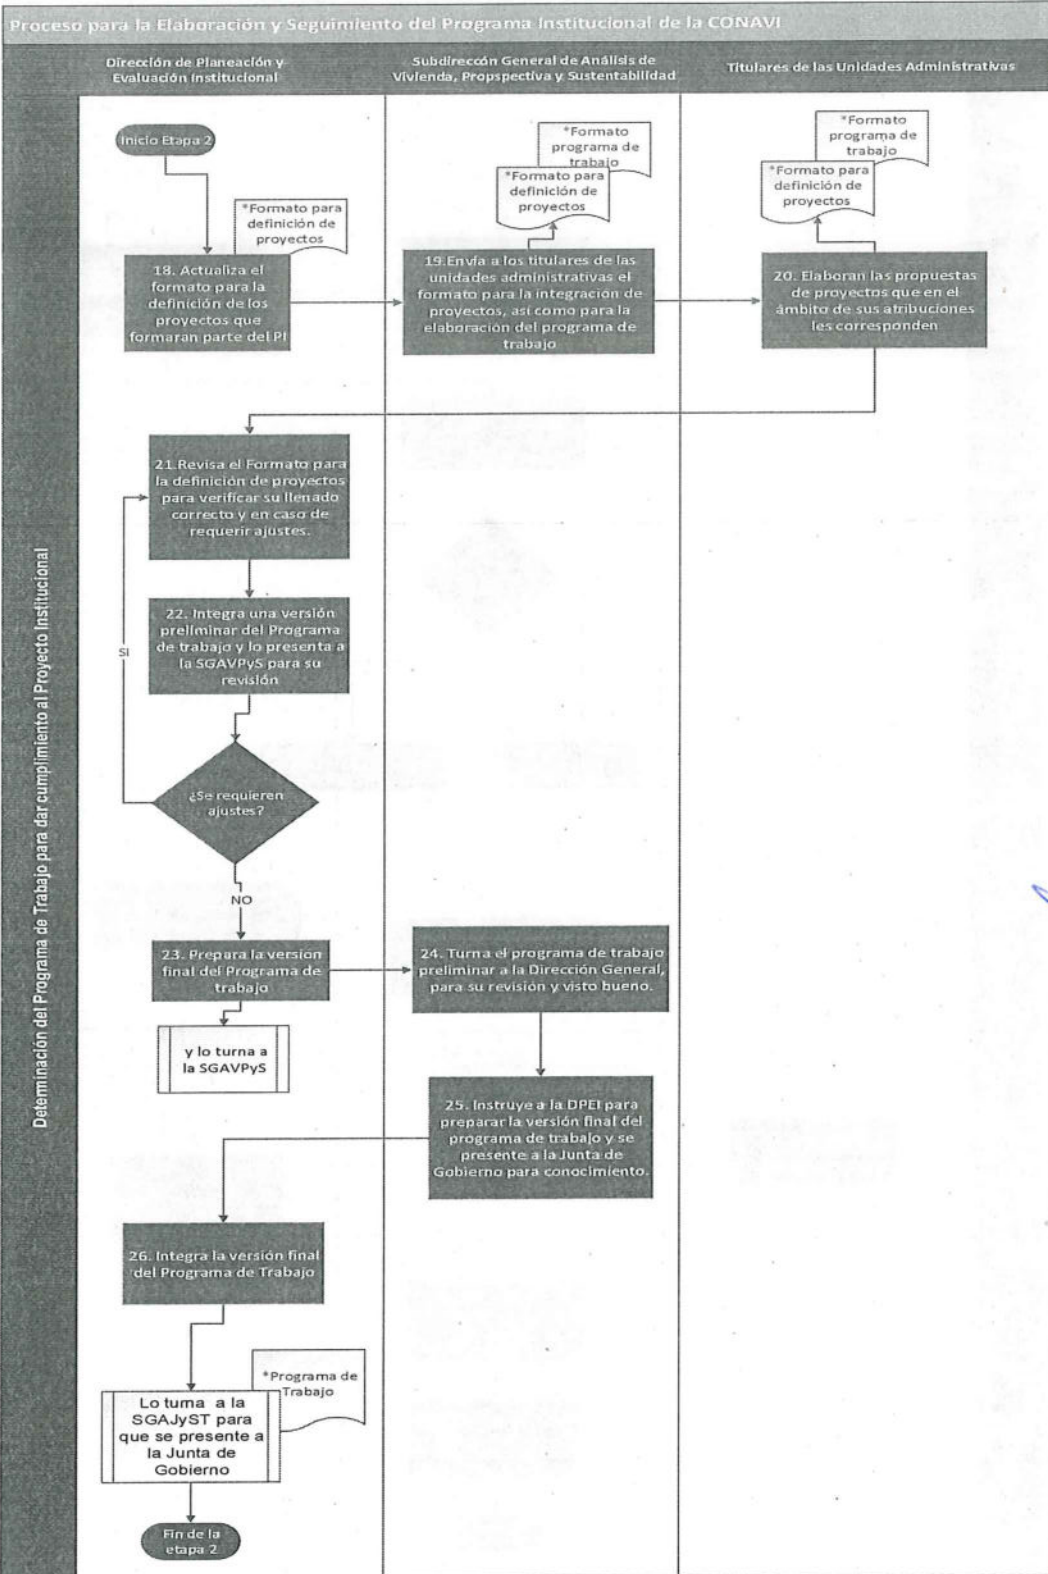 Proceso para la Elaboración y Seguimiento del Programa Institucional de la CONAVI
Dirección de Planeación y
Evaluación Institucional
Subdireccón General de Análisis de
Vivienda, Propspectiva y Sustentabilidad
Titulares de las Unidades Administrativas
Determinación del Programa de Trabajo para dar cumplimiento al Proyecto Institucional
Inicio Etapa 2
*Formato para
definición de
proyectos
18. Actualiza el
formato para la
definición de los
proyectos que
formaran parte del PI
*Formato
programa de
trabajo
*Formato para
definición de
proyectos
19.Envía a los titulares de las
unidades administrativas el
formato para la integración de
proyectos, así como para la
elaboración del programa de
trabajo
*Formato
programa de
trabajo
*Formato para
definición de
proyectos
20. Elaboran las propuestas
de proyectos que en el
ámbito de sus atribuciones
les corresponden
21.Revisa el Formato para
la definición de proyectos
para verificar su llenado
correcto y en caso de
requerir ajustes.
22. Integra una versión
preliminar del Programa
de trabajo y lo presenta a
la SGAVPyS para su
revisión
SI
¿Se requieren
ajustes?
NO
23. Prepara la versión
final del Programa de
trabajo
y lo turna a
la SGAVPyS
24. Turna el programa de trabajo
preliminar a la Dirección General,
para su revisión y visto bueno.
25. Instruye a la DPEI para
preparar la versión final del
programa de trabajo y se
presente a la Junta de
Gobierno para conocimiento.
26. Integra la versión final
del Programa de Trabajo
*Programa de
Trabajo
Lo turna a la
SGAJyST para
que se presente a
la Junta de
Gobierno
Fin de la
etapa 2